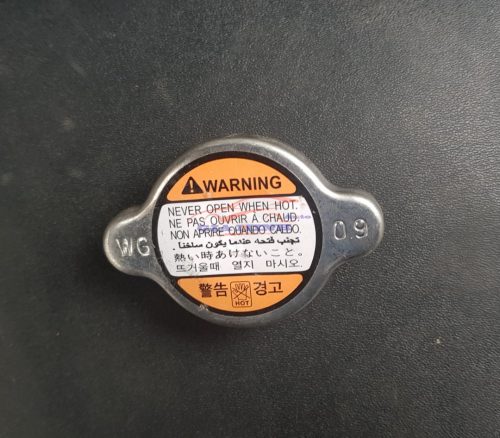 WARNING
NEVER OPEN WHEN HOT.
NE PAS OUVRIR À CHAUD.
NON APRIRE QUANDO CALDO.
تجنب فتحه عندما يكون ساخنا.
熱い時あけないこと。
뜨거울때 열지 마시오.
警告 HOT 경고
WG
0.9